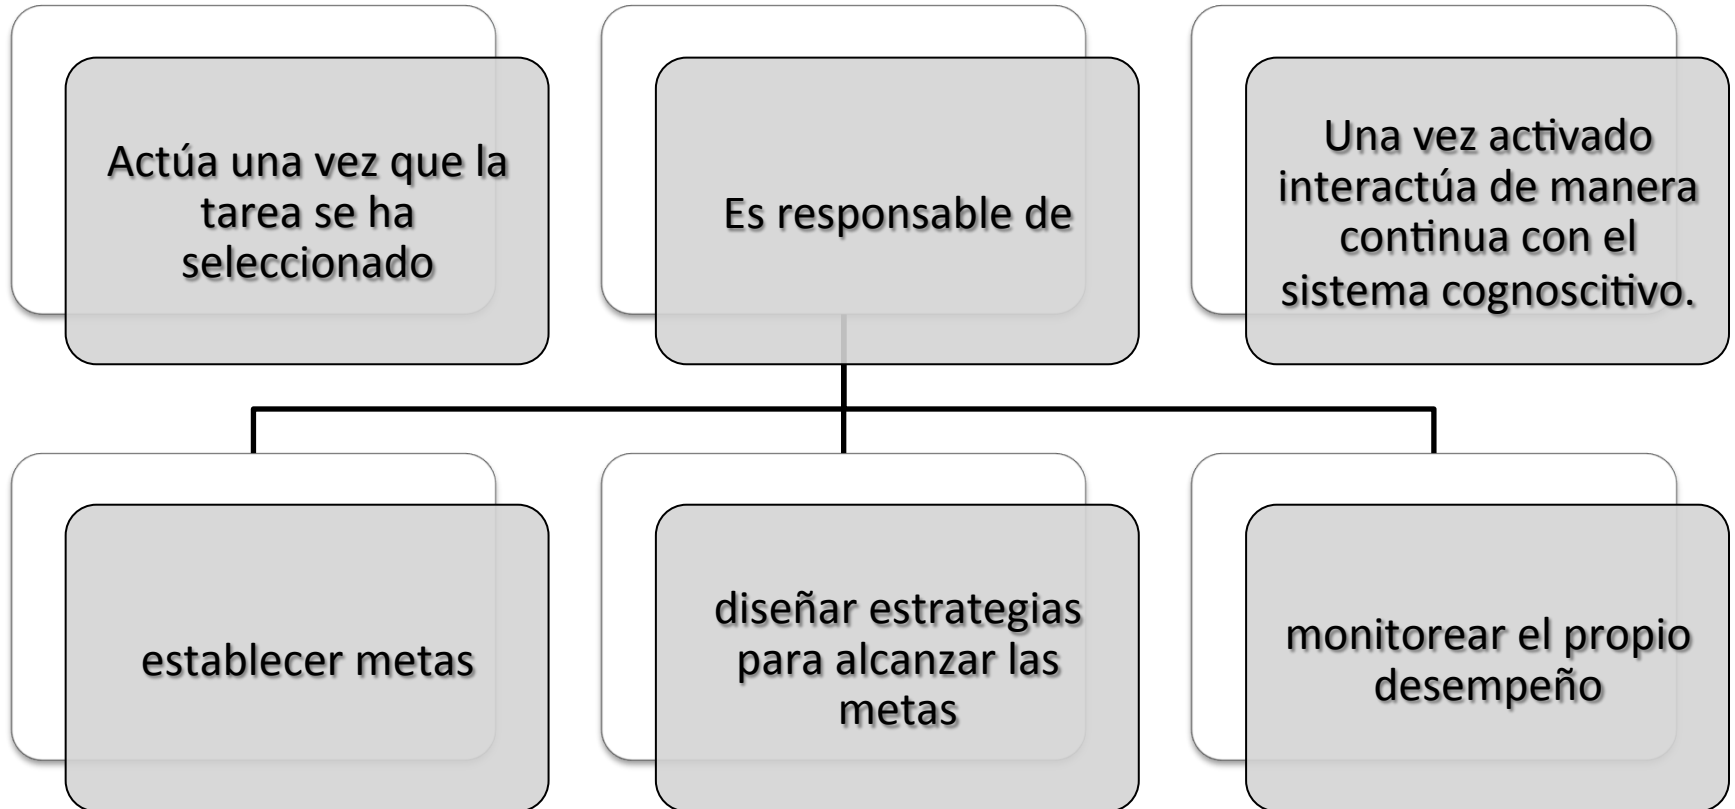 Actúa una vez que la
tarea se ha
seleccionado
Es responsable de
Una vez activado
interactúa de manera
continua con el
sistema cognoscitivo.
establecer metas
diseñar estrategias
para alcanzar las
metas
monitorear el propio
desempeño